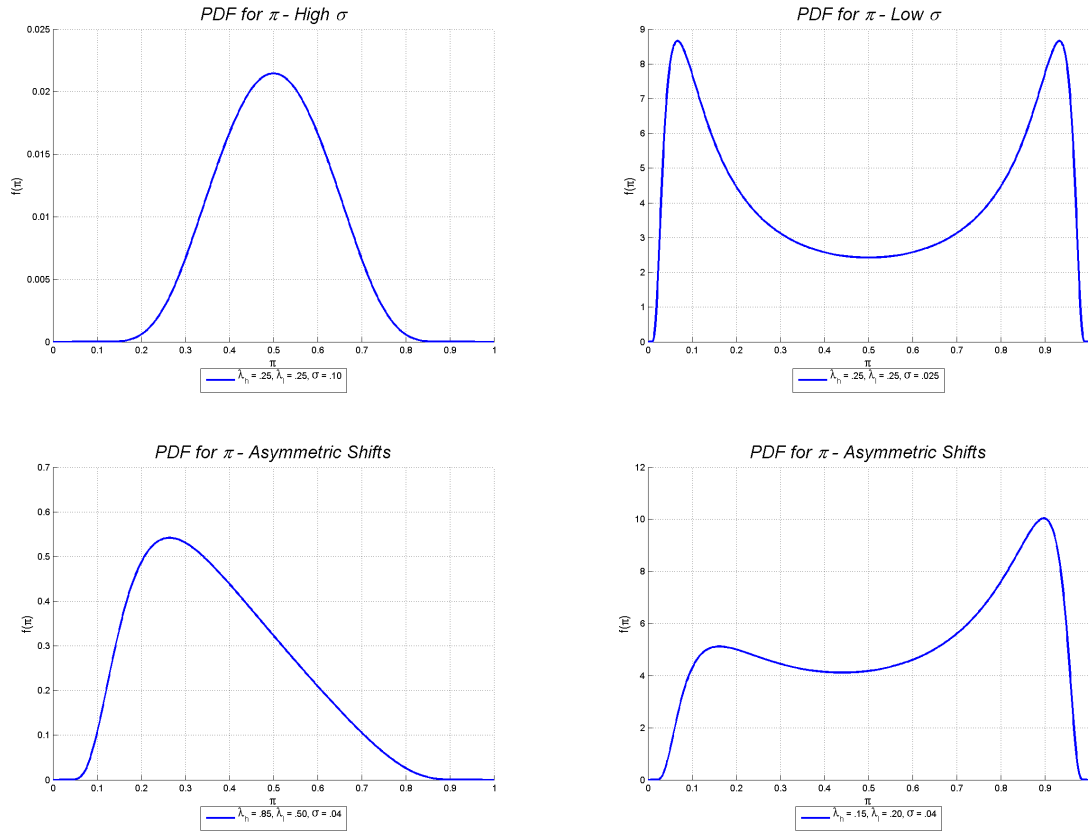 PDF for π - High σ
0.025
0.02
0.015
0.01
0.005
0
f(π)
0 0.1 0.2 0.3 0.4 0.5 0.6 0.7 0.8 0.9 1
π
λh = .25, λl = .25, σ = .10
PDF for π - Low σ
9
8
7
6
5
4
3
2
1
0
f(π)
0 0.1 0.2 0.3 0.4 0.5 0.6 0.7 0.8 0.9
π
λh = .25, λl = .25, σ = .025
PDF for π - Asymmetric Shifts
0.7
0.6
0.5
0.4
0.3
0.2
0.1
0
f(π)
0 0.1 0.2 0.3 0.4 0.5 0.6 0.7 0.8 0.9 1
π
λh = .85, λl = .50, σ = .04
PDF for π - Asymmetric Shifts
12
10
8
6
4
2
0
f(π)
0 0.1 0.2 0.3 0.4 0.5 0.6 0.7 0.8 0.9
π
λh = .15, λl = .20, σ = .04